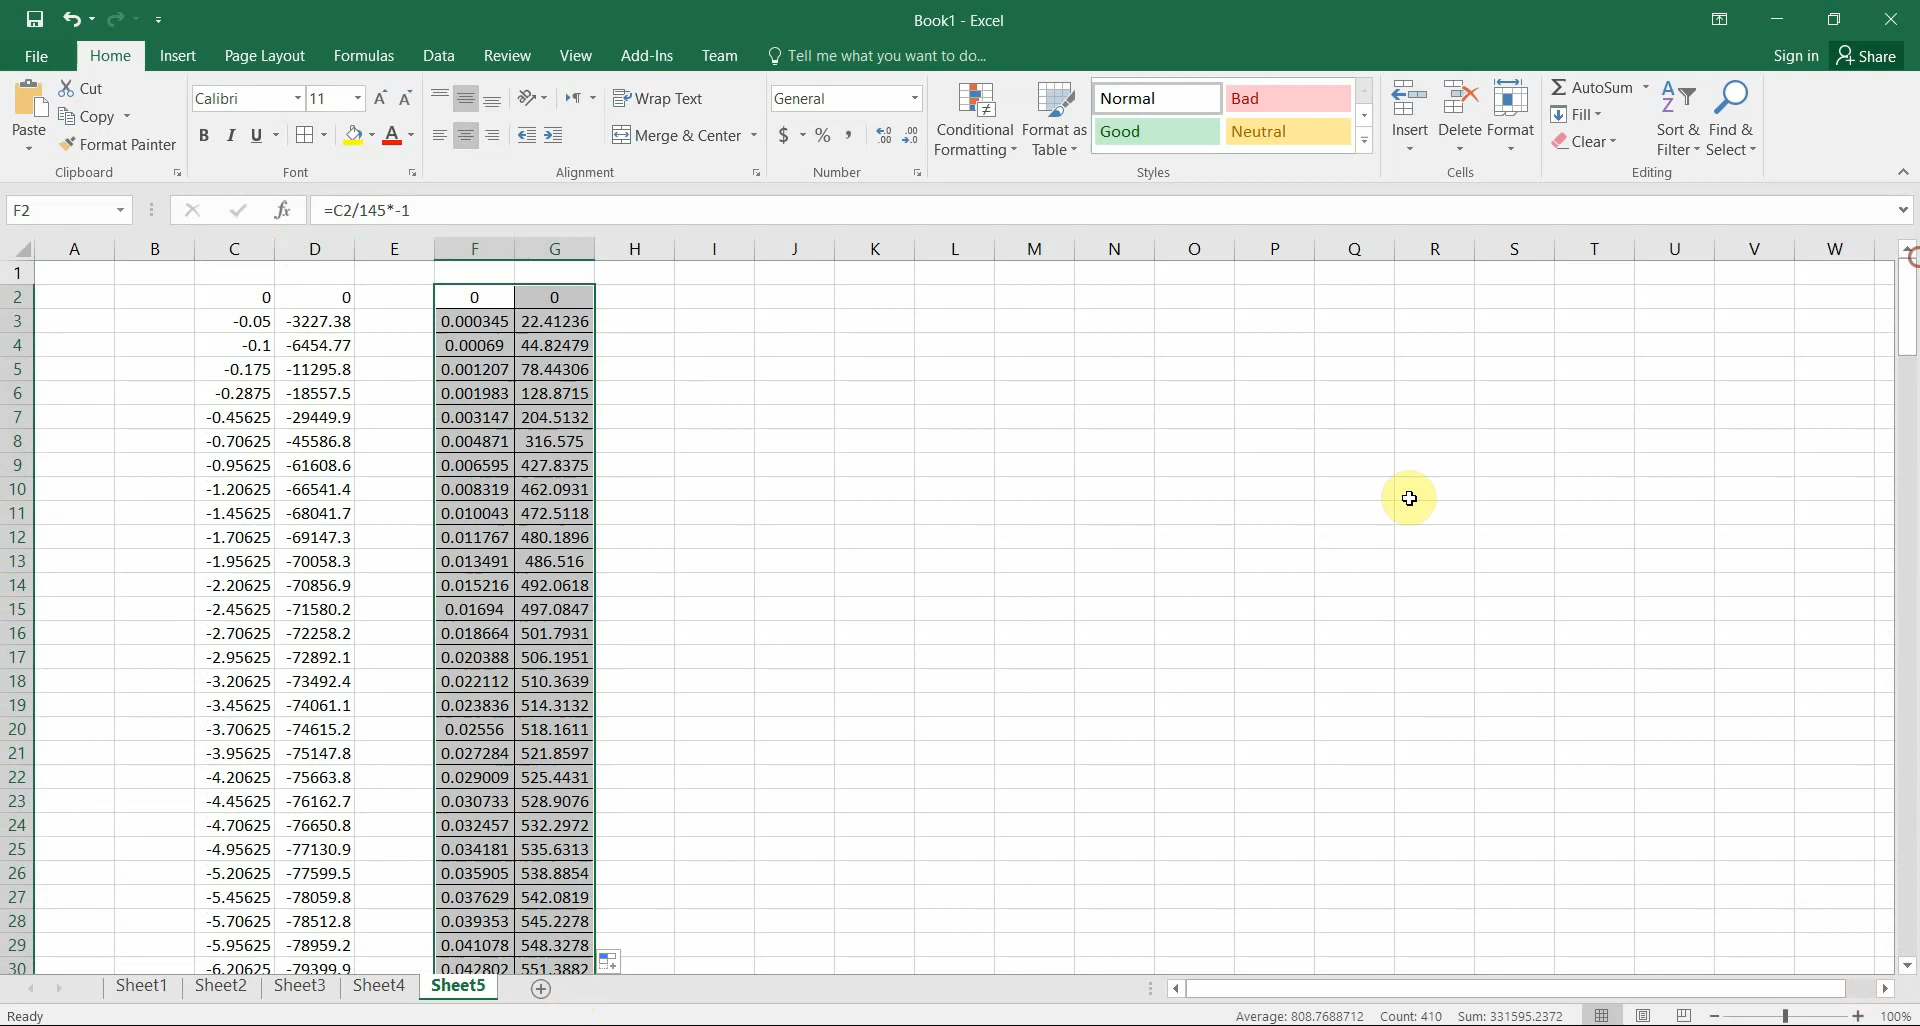 Book1 - Excel
File Home Insert Page Layout Formulas Data Review View Add-Ins Team Tell me what you want to do... Sign in Share
Cut
Copy
Format Painter
Paste
Clipboard
Calibri 11
B I U A
Font
Wrap Text
Merge & Center
Alignment
General
$ % ,
Number
Conditional Formatting
Format as Table
Normal Bad
Good Neutral
Styles
Insert Delete Format
Cells
AutoSum
Fill
Clear
Sort & Filter
Find & Select
Editing
F2 fx =C2/145*-1
A B C D E F G H I J K L M N O P Q R S T U V W
1
2 0 0 0 0
3 -0.05 -3227.38 0.000345 22.41236
4 -0.1 -6454.77 0.00069 44.82479
5 -0.175 -11295.8 0.001207 78.44306
6 -0.2875 -18557.5 0.001983 128.8715
7 -0.45625 -29449.9 0.003147 204.5132
8 -0.70625 -45586.8 0.004871 316.575
9 -0.95625 -61608.6 0.006595 427.8375
10 -1.20625 -66541.4 0.008319 462.0931
11 -1.45625 -68041.7 0.010043 472.5118
12 -1.70625 -69147.3 0.011767 480.1896
13 -1.95625 -70058.3 0.013491 486.516
14 -2.20625 -70856.9 0.015216 492.0618
15 -2.45625 -71580.2 0.01694 497.0847
16 -2.70625 -72258.2 0.018664 501.7931
17 -2.95625 -72892.1 0.020388 506.1951
18 -3.20625 -73492.4 0.022112 510.3639
19 -3.45625 -74061.1 0.023836 514.3132
20 -3.70625 -74615.2 0.02556 518.1611
21 -3.95625 -75147.8 0.027284 521.8597
22 -4.20625 -75663.8 0.029009 525.4431
23 -4.45625 -76162.7 0.030733 528.9076
24 -4.70625 -76650.8 0.032457 532.2972
25 -4.95625 -77130.9 0.034181 535.6313
26 -5.20625 -77599.5 0.035905 538.8854
27 -5.45625 -78059.8 0.037629 542.0819
28 -5.70625 -78512.8 0.039353 545.2278
29 -5.95625 -78959.2 0.041078 548.3278
30 -6.20625 -79399.9 0.042802 551.3882
Sheet1 Sheet2 Sheet3 Sheet4 Sheet5
Ready Average: 808.7688712 Count: 410 Sum: 331595.2372 100%